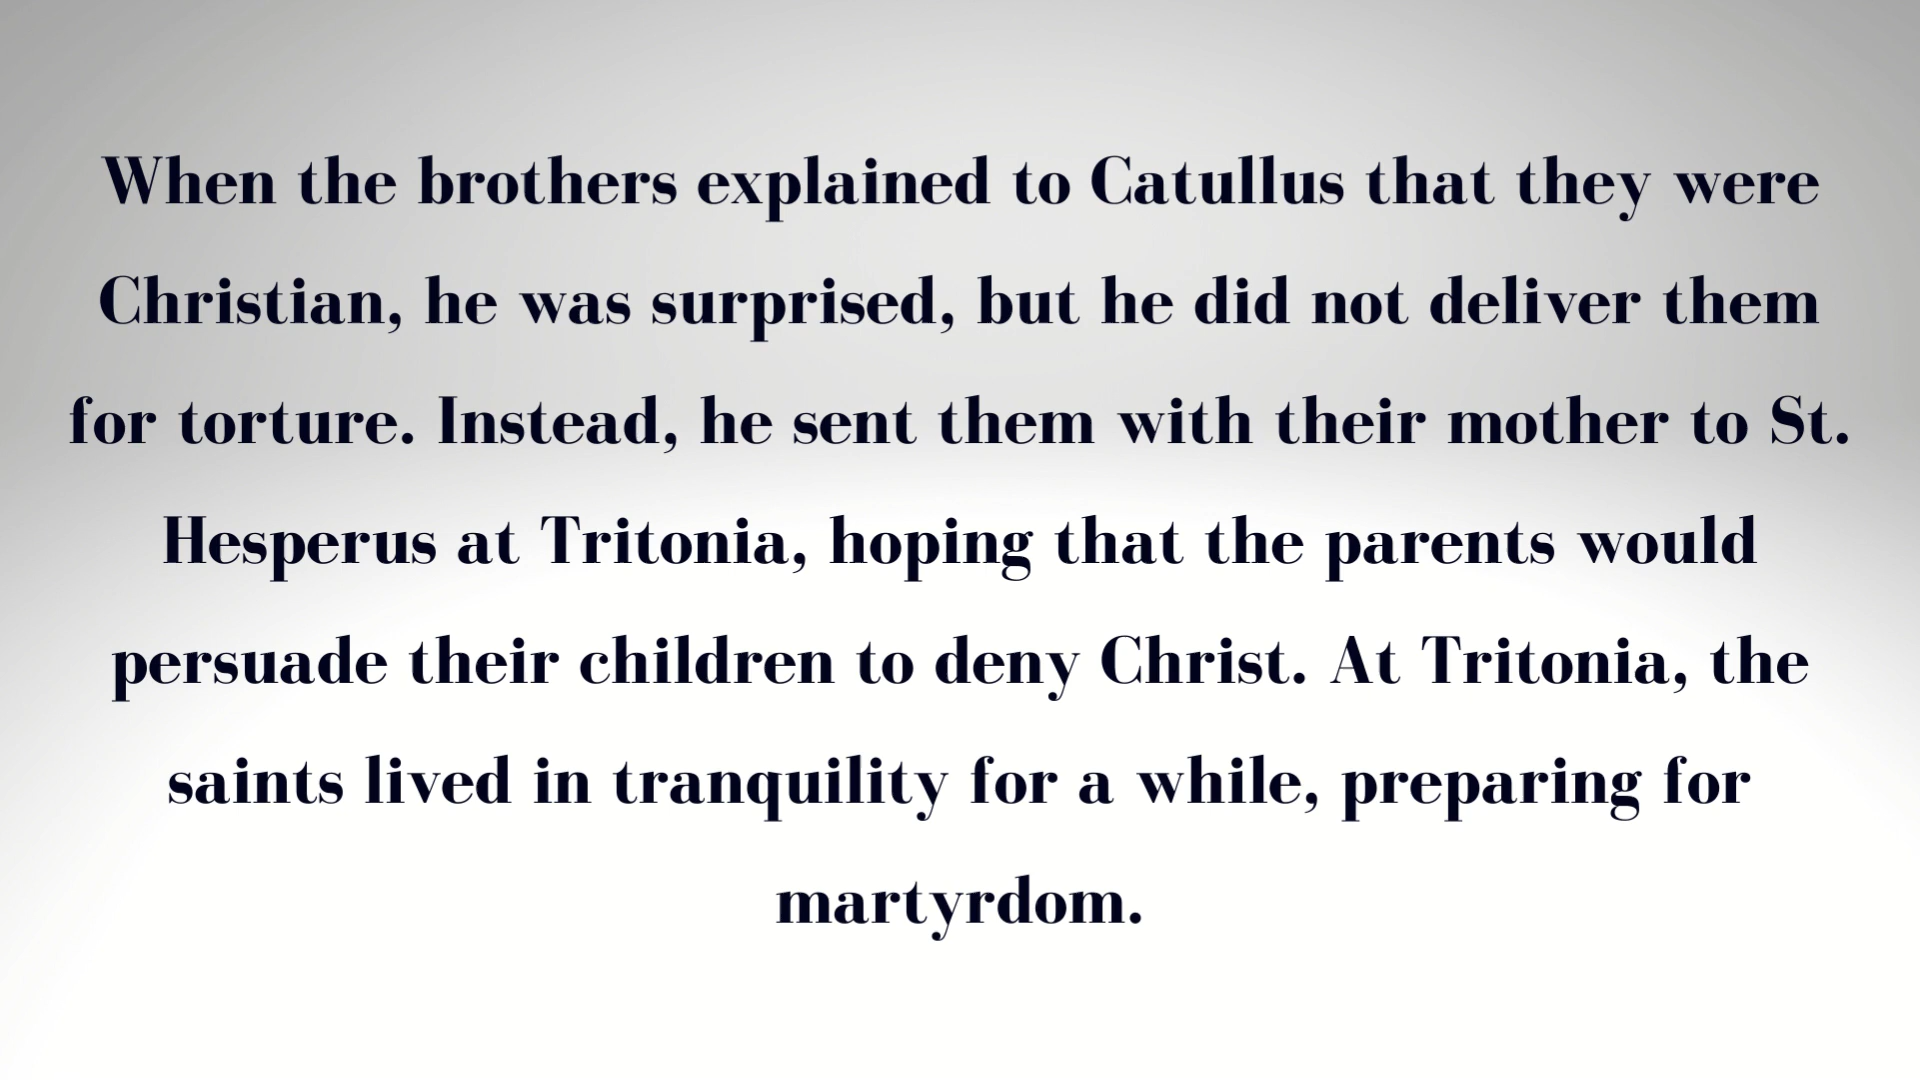 When the brothers explained to Catullus that they were
Christian, he was surprised, but he did not deliver them
for torture. Instead, he sent them with their mother to St.
Hesperus at Tritonia, hoping that the parents would
persuade their children to deny Christ. At Tritonia, the
saints lived in tranquility for a while, preparing for
martyrdom.